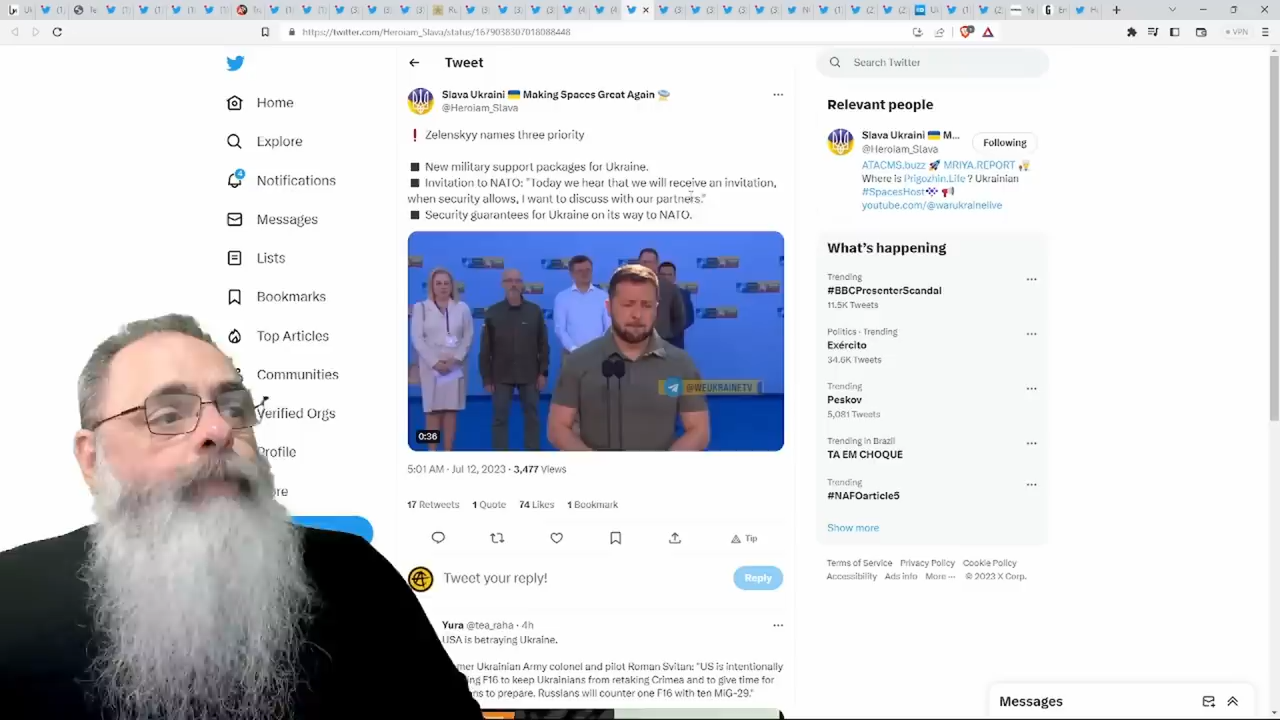 https://twitter.com/Heroiam_Slava/status/1679038307018088448
VPN
Home
Explore
4
Notifications
Messages
Lists
Bookmarks
Top Articles
Communities
Verified Orgs
Profile
Tweet
Slava Ukraini 🇺🇦 Making Spaces Great Again
@Heroiam_Slava
❗ Zelenskyy names three priority
◼ New military support packages for Ukraine.
◼ Invitation to NATO: "Today we hear that we will receive an invitation,
when security allows, I want to discuss with our partners."
◼ Security guarantees for Ukraine on its way to NATO.
@WEUKRAINETV
0:36
5:01 AM · Jul 12, 2023 · 3,477 Views
17 Retweets 1 Quote 74 Likes 1 Bookmark
Tip
Tweet your reply!
Reply
Yura @tea_raha · 4h
USA is betraying Ukraine.
mer Ukrainian Army colonel and pilot Roman Svitan: "US is intentionally
ing F16 to keep Ukrainians from retaking Crimea and to give time for
ns to prepare. Russians will counter one F16 with ten MiG-29."
Search Twitter
Relevant people
Slava Ukraini 🇺🇦 M...
@Heroiam_Slava
Following
ATACMS.buzz 🚀 MRIYA.REPORT
Where is Prigozhin.Life ? Ukrainian
#SpacesHost
youtube.com/@warukrainelive
What's happening
Trending
#BBCPresenterScandal
11.5K Tweets
Politics · Trending
Exército
34.6K Tweets
Trending
Peskov
5,081 Tweets
Trending in Brazil
TA EM CHOQUE
Trending
#NAFOarticle5
Show more
Terms of Service Privacy Policy Cookie Policy
Accessibility Ads info More ··· © 2023 X Corp.
Messages